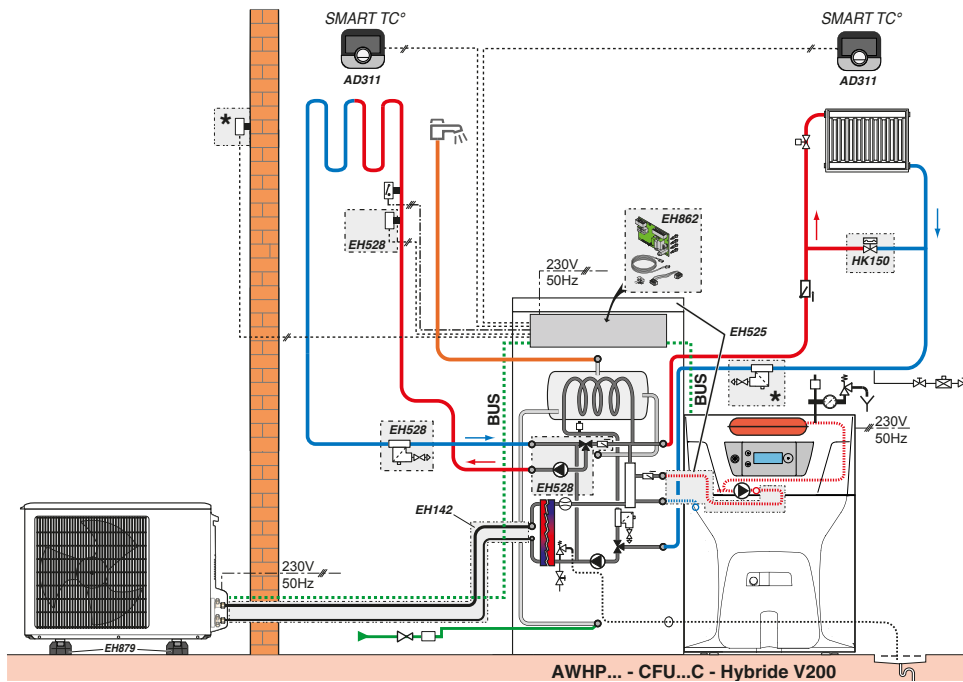 SMART TC°
AD311
SMART TC°
AD311
*
EH862
EH528
HK150
230V
50Hz
EH525
BUS
BUS
*
EH528
230V
50Hz
EH528
EH142
230V
50Hz
EH879
AWHP... - CFU...C - Hybride V200